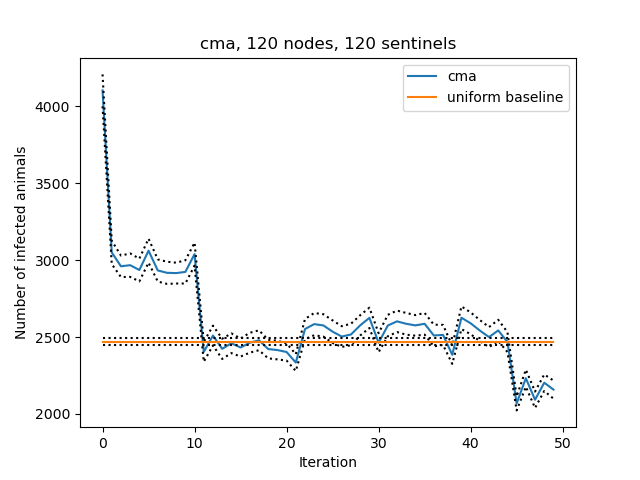 cma, 120 nodes, 120 sentinels
cma
uniform baseline
Number of infected animals
4000
3500
3000
2500
2000
0
10
20
30
40
50
Iteration